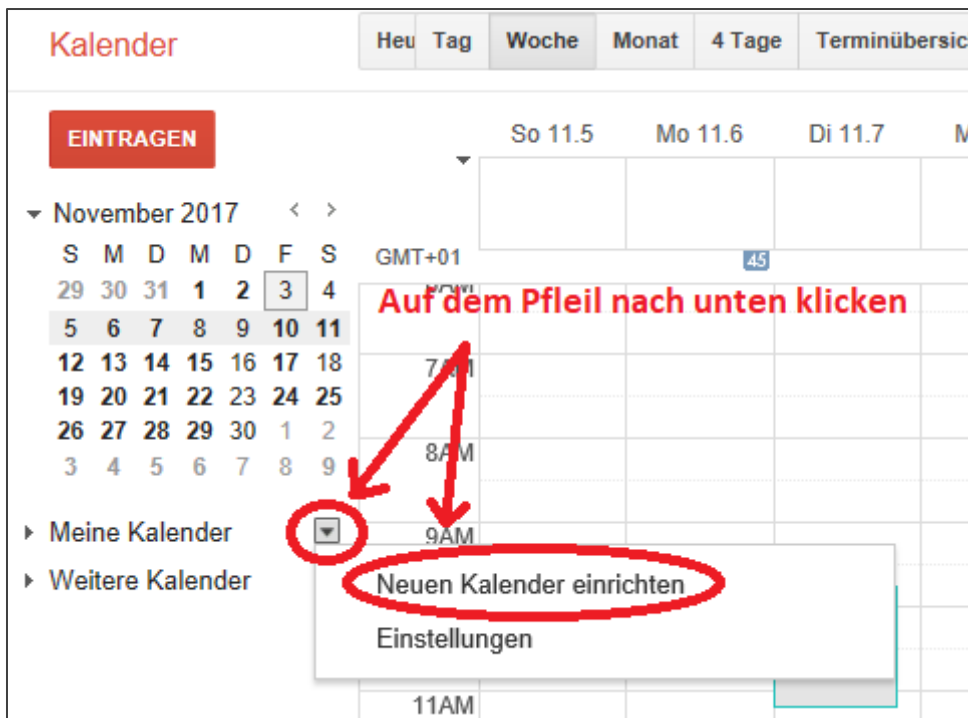 Kalender
Heu Tag Woche Monat 4 Tage Terminübersic
EINTRAGEN
So 11.5 Mo 11.6 Di 11.7 M
November 2017 < >
S M D M D F S
29 30 31 1 2 3 4
5 6 7 8 9 10 11
12 13 14 15 16 17 18
19 20 21 22 23 24 25
26 27 28 29 30 1 2
3 4 5 6 7 8 9
GMT+01
45
Auf dem Pfleil nach unten klicken
7AM
8AM
9AM
Meine Kalender
Weitere Kalender
Neuen Kalender einrichten
Einstellungen
11AM